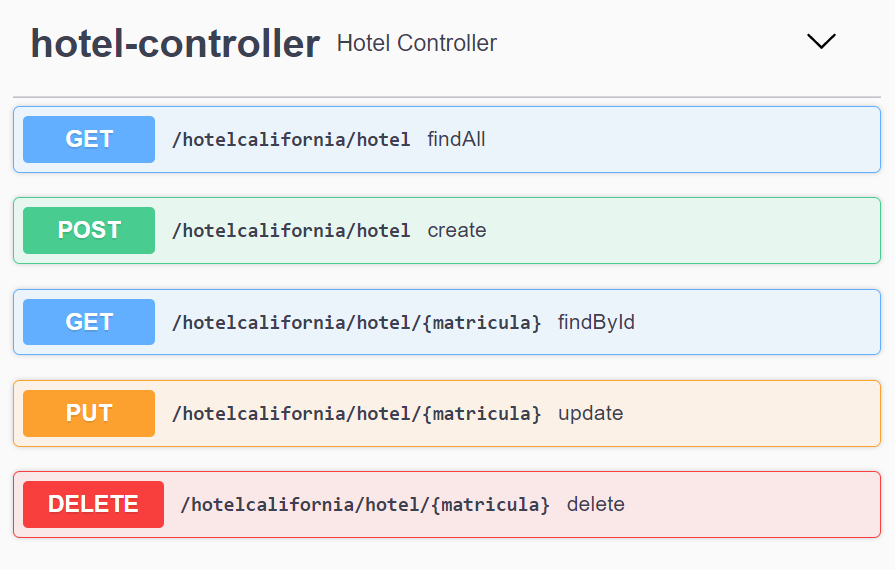 hotel-controller Hotel Controller
GET /hotelcalifornia/hotel findAll
POST /hotelcalifornia/hotel create
GET /hotelcalifornia/hotel/{matricula} findById
PUT /hotelcalifornia/hotel/{matricula} update
DELETE /hotelcalifornia/hotel/{matricula} delete